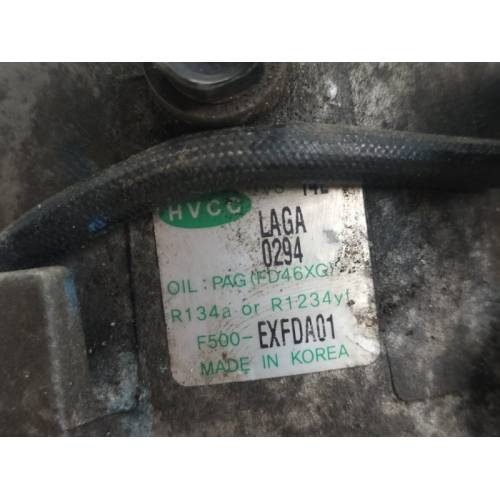 HVCC
LAGA
0294
OIL : PAG(FD46XG)
R134a or R1234yf
F500-EXFDA01
MADE IN KOREA